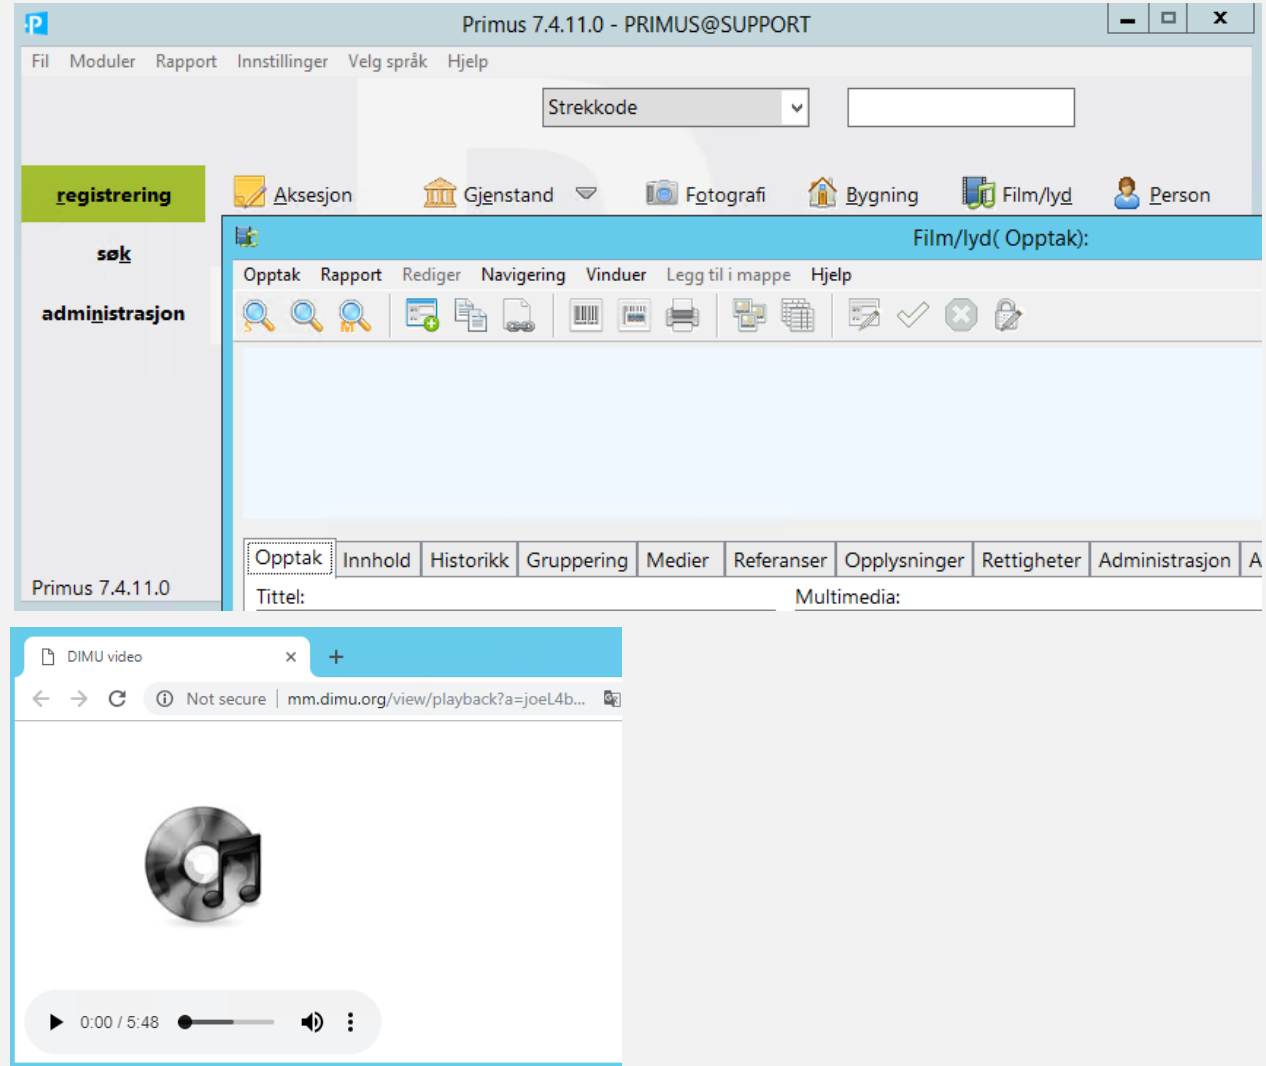 Primus 7.4.11.0 - PRIMUS@SUPPORT
Fil Moduler Rapport Innstillinger Velg språk Hjelp
Strekkode
registrering Aksesjon Gjenstand Fotografi Bygning Film/lyd Person
Film/lyd( Opptak):
søk
Opptak Rapport Rediger Navigering Vinduer Legg til i mappe Hjelp
administrasjon
Opptak Innhold Historikk Gruppering Medier Referanser Opplysninger Rettigheter Administrasjon A
Primus 7.4.11.0
Tittel: Multimedia:
DIMU video
Not secure mm.dimu.org/view/playback?a=joeL4b...
0:00 / 5:48